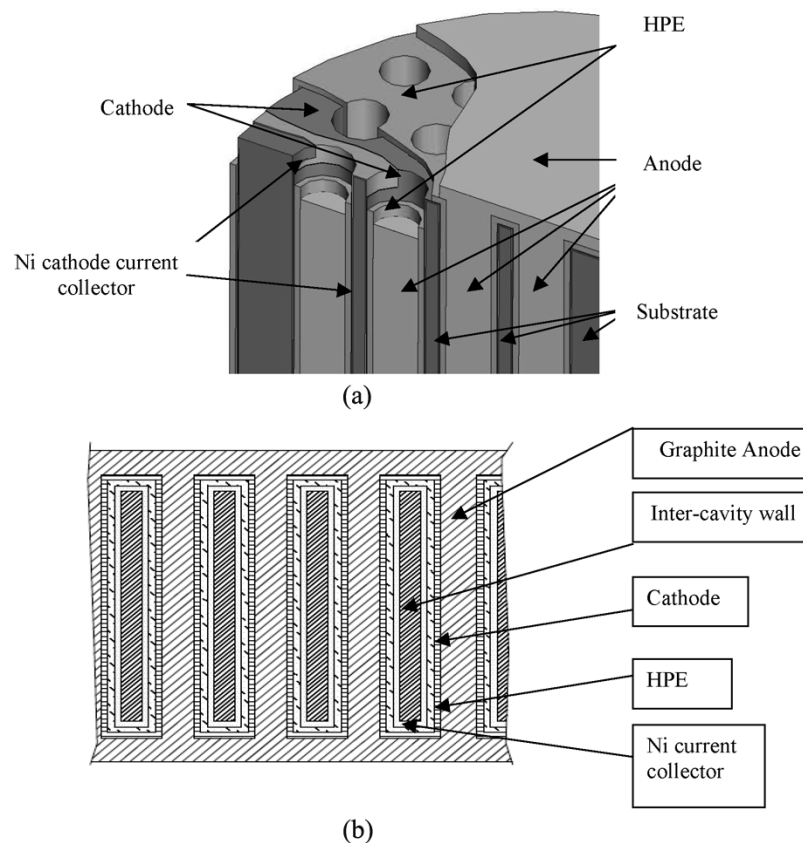 HPE
Cathode
Anode
Ni cathode current
collector
Substrate
(a)
Graphite Anode
Inter-cavity wall
Cathode
HPE
Ni current
collector
(b)